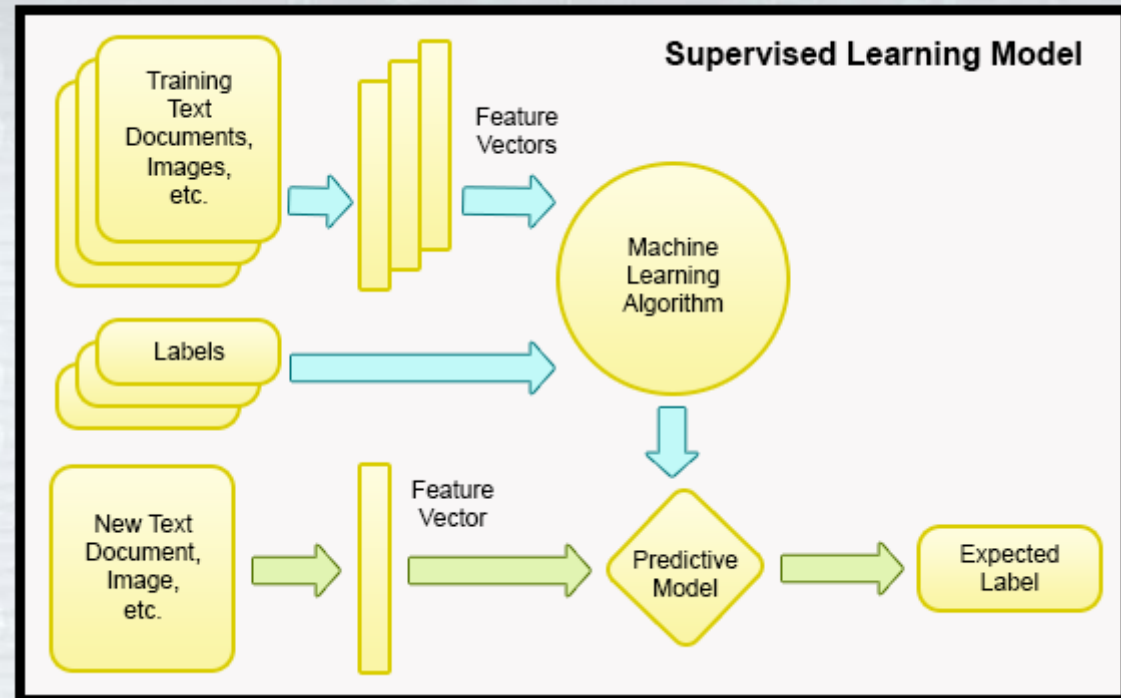 Supervised Learning Model
Training
Text
Documents,
Images,
etc.
Feature
Vectors
Machine
Learning
Algorithm
Labels
New Text
Document,
Image,
etc.
Feature
Vector
Predictive
Model
Expected
Label